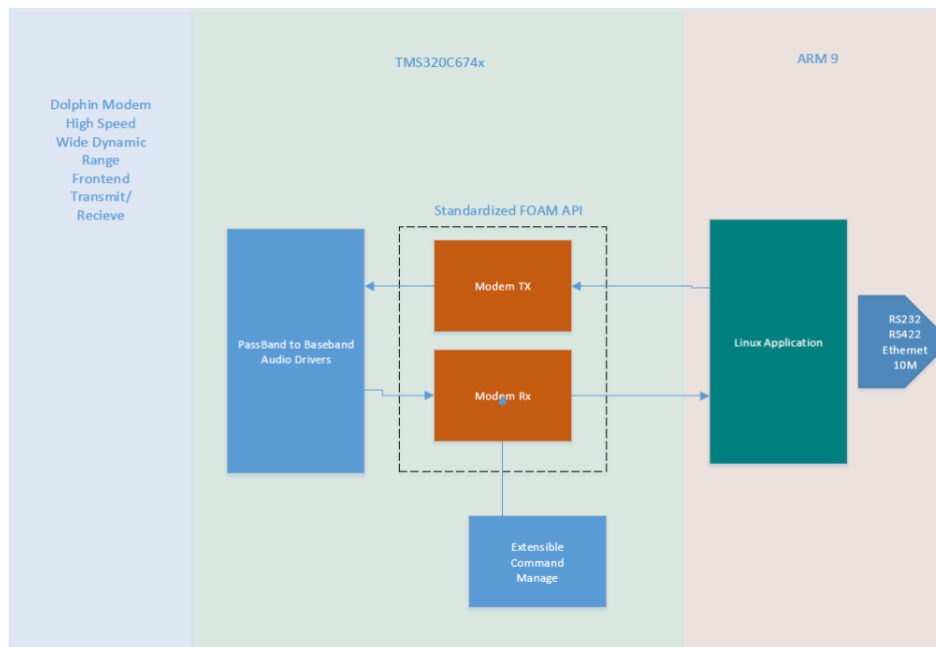 TMS320C674x
ARM 9
Dolphin Modem
High Speed
Wide Dynamic
Range
Frontend
Transmit/
Recieve
Standardized FOAM API
Modem TX
PassBand to Baseband
Audio Drivers
Modem Rx
Linux Application
RS232
RS422
Ethernet
10M
Extensible
Command
Manage